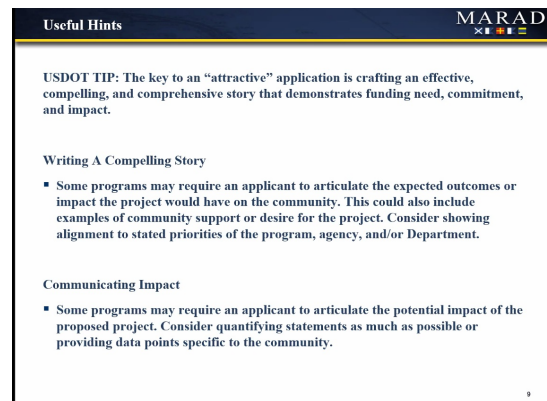 Useful Hints
MARAD
USDOT TIP: The key to an “attractive” application is crafting an effective,
compelling, and comprehensive story that demonstrates funding need, commitment,
and impact.
Writing A Compelling Story
▪ Some programs may require an applicant to articulate the expected outcomes or
impact the project would have on the community. This could also include
examples of community support or desire for the project. Consider showing
alignment to stated priorities of the program, agency, and/or Department.
Communicating Impact
▪ Some programs may require an applicant to articulate the potential impact of the
proposed project. Consider quantifying statements as much as possible or
providing data points specific to the community.
9